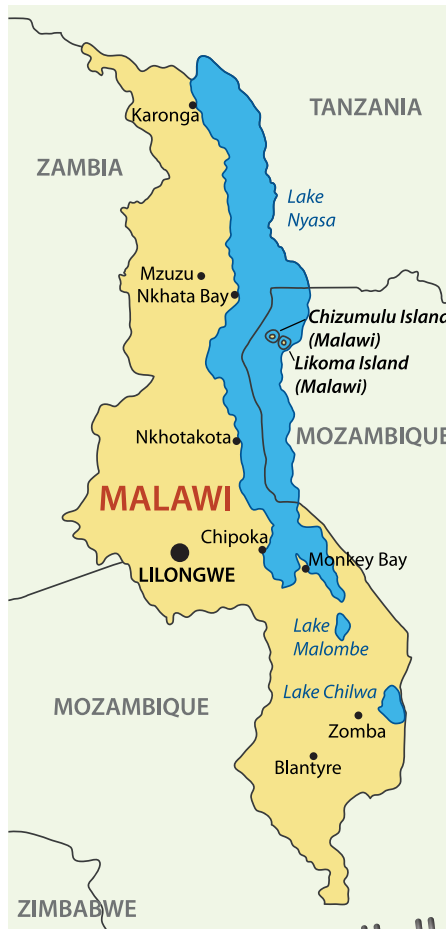 TANZANIA
Karonga
ZAMBIA
Lake
Nyasa
Mzuzu
Nkhata Bay
Chizumulu Island
(Malawi)
Likoma Island
(Malawi)
Nkhotakota
MOZAMBIQUE
MALAWI
Chipoka
Monkey Bay
LILONGWE
Lake
Malombe
Lake Chilwa
MOZAMBIQUE
Zomba
Blantyre
ZIMBABWE